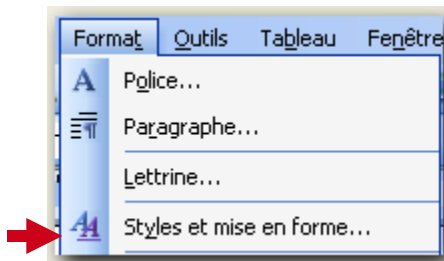 Format Outils Tableau Fenêtre
Police...
Paragraphe...
Lettrine...
Styles et mise en forme...